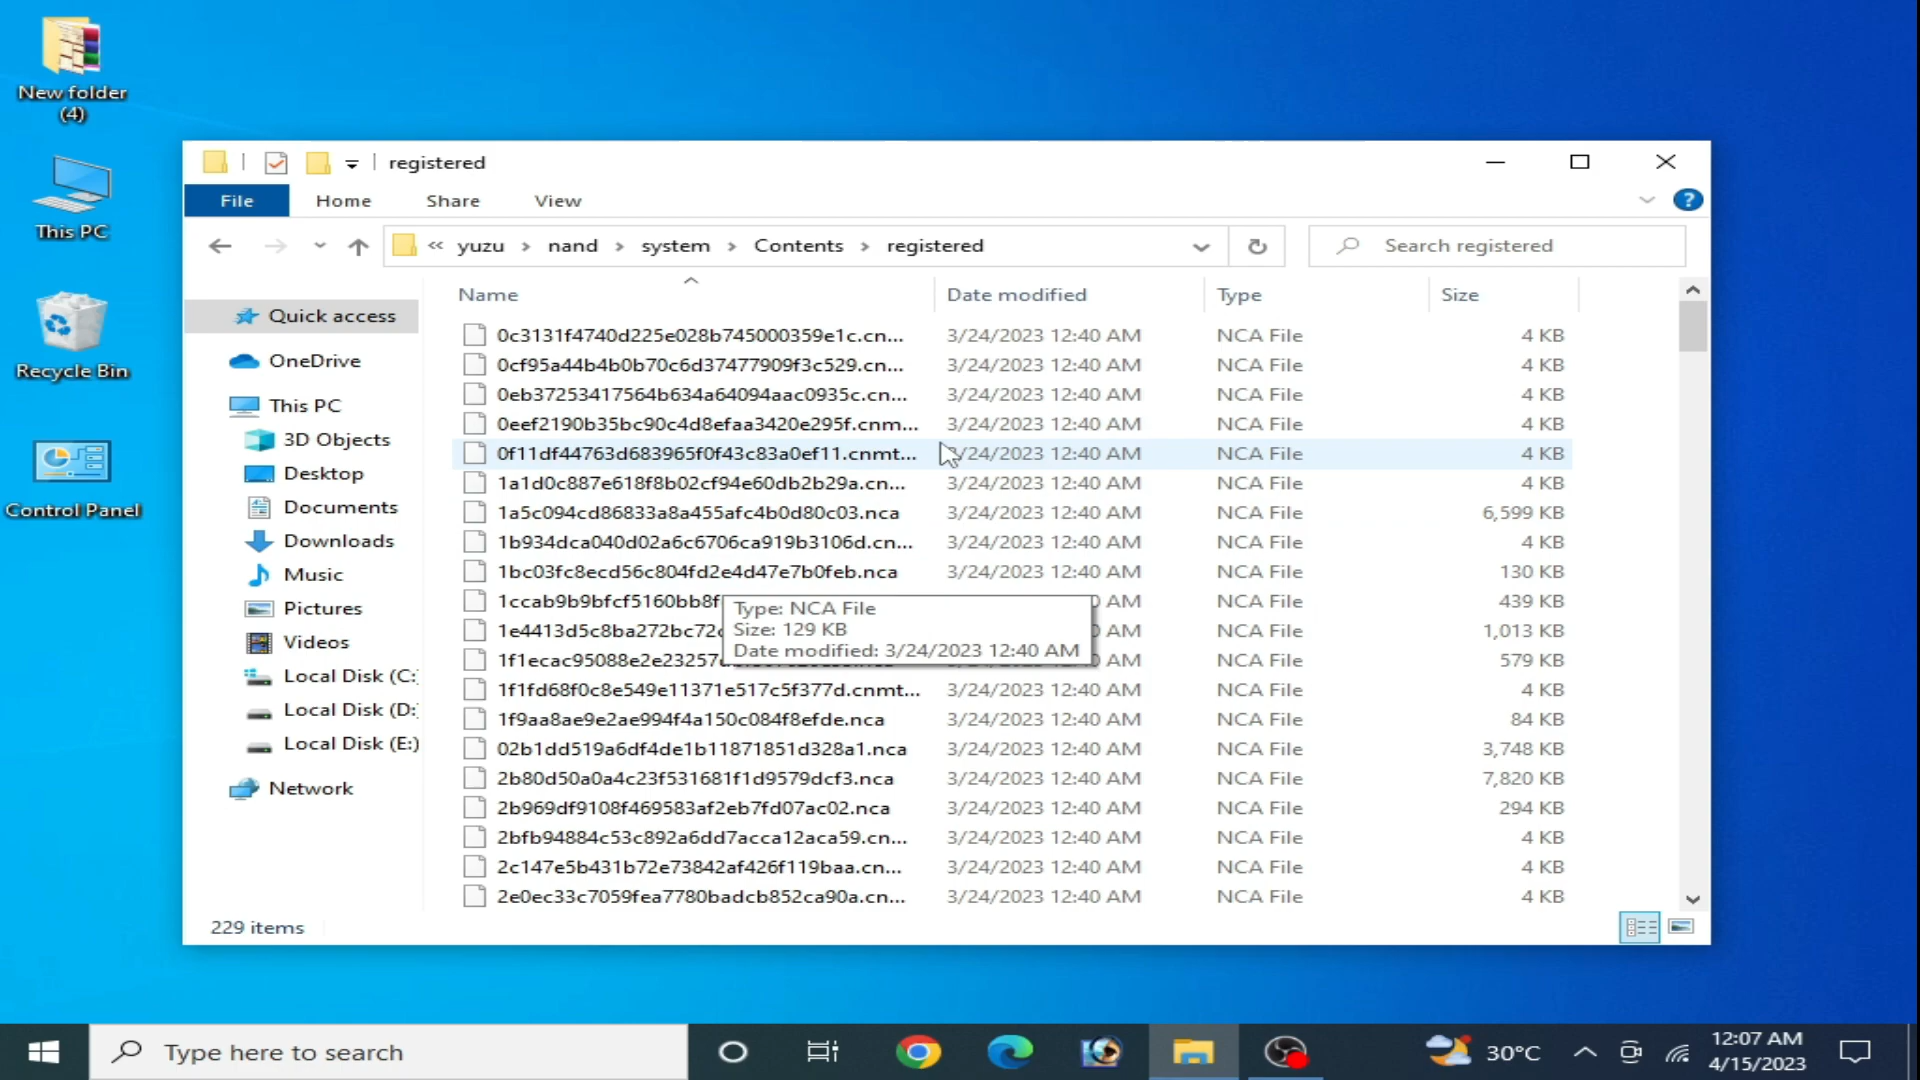 New folder
(4)
This PC
Recycle Bin
Control Panel
registered
File Home Share View
?
« yuzu > nand > system > Contents > registered
Search registered
Name Date modified Type Size
Quick access
OneDrive
This PC
3D Objects
Desktop
Documents
Downloads
Music
Pictures
Videos
Local Disk (C:
Local Disk (D:
Local Disk (E:)
Network
0c3131f4740d225e028b745000359e1c.cn... 3/24/2023 12:40 AM NCA File 4 KB
0cf95a44b4b0b70c6d37477909f3c529.cn... 3/24/2023 12:40 AM NCA File 4 KB
0eb37253417564b634a64094aac0935c.cn... 3/24/2023 12:40 AM NCA File 4 KB
0eef2190b35bc90c4d8efaa3420e295f.cnm... 3/24/2023 12:40 AM NCA File 4 KB
0f11df44763d683965f0f43c83a0ef11.cnmt... /24/2023 12:40 AM NCA File 4 KB
1a1d0c887e618f8b02cf94e60db2b29a.cn... 3/24/2023 12:40 AM NCA File 4 KB
1a5c094cd86833a8a455afc4b0d80c03.nca 3/24/2023 12:40 AM NCA File 6,599 KB
1b934dca040d02a6c6706ca919b3106d.cn... 3/24/2023 12:40 AM NCA File 4 KB
1bc03fc8ecd56c804fd2e4d47e7b0feb.nca 3/24/2023 12:40 AM NCA File 130 KB
1ccab9b9bfcf5160bb8f AM NCA File 439 KB
1e4413d5c8ba272bc72 AM NCA File 1,013 KB
1f1ecac95088e2e23257 AM NCA File 579 KB
Type: NCA File
Size: 129 KB
Date modified: 3/24/2023 12:40 AM
1f1fd68f0c8e549e11371e517c5f377d.cnmt... 3/24/2023 12:40 AM NCA File 4 KB
1f9aa8ae9e2ae994f4a150c084f8efde.nca 3/24/2023 12:40 AM NCA File 84 KB
02b1dd519a6df4de1b11871851d328a1.nca 3/24/2023 12:40 AM NCA File 3,748 KB
2b80d50a0a4c23f531681f1d9579dcf3.nca 3/24/2023 12:40 AM NCA File 7,820 KB
2b969df9108f469583af2eb7fd07ac02.nca 3/24/2023 12:40 AM NCA File 294 KB
2bfb94884c53c892a6dd7acca12aca59.cn... 3/24/2023 12:40 AM NCA File 4 KB
2c147e5b431b72e73842af426f119baa.cn... 3/24/2023 12:40 AM NCA File 4 KB
2e0ec33c7059fea7780badcb852ca90a.cn... 3/24/2023 12:40 AM NCA File 4 KB
229 items
Type here to search
30°C
12:07 AM
4/15/2023